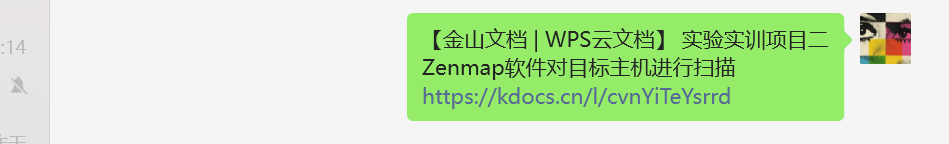 :14
【金山文档 | WPS云文档】 实验实训项目二
Zenmap软件对目标主机进行扫描
https://kdocs.cn/l/cvnYiTeYsrrd